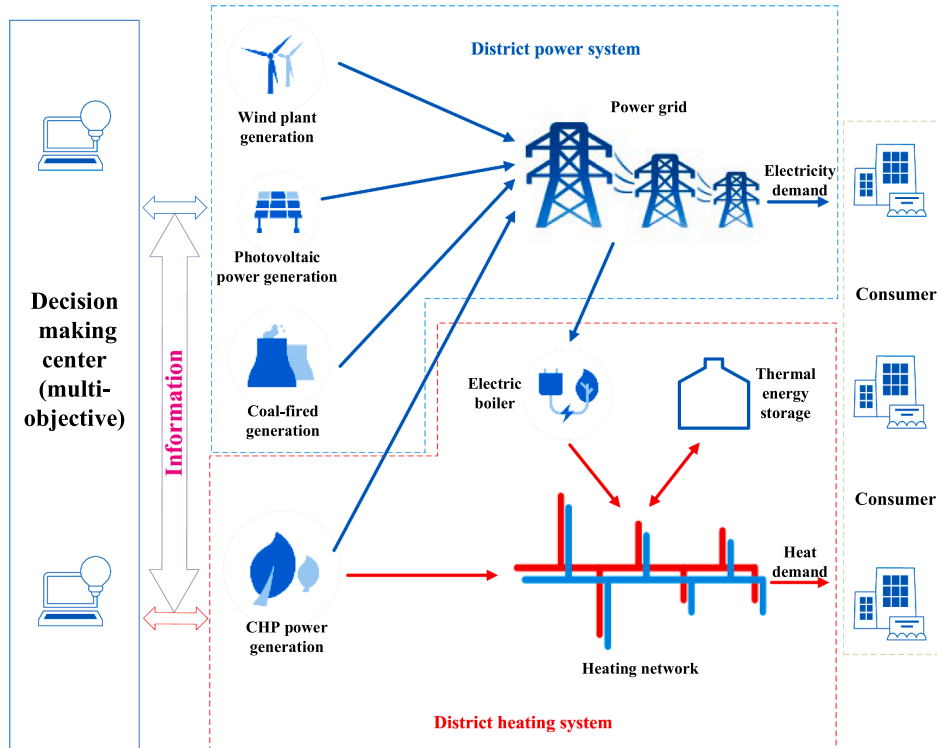 District power system
Wind plant
generation
Power grid
Electricity
demand
Photovoltaic
power generation
Decision
making
center
(multi-
objective)
Information
Consumer
Electric
boiler
Thermal
energy
storage
Coal-fired
generation
Consumer
Heat
demand
CHP power
generation
Heating network
District heating system